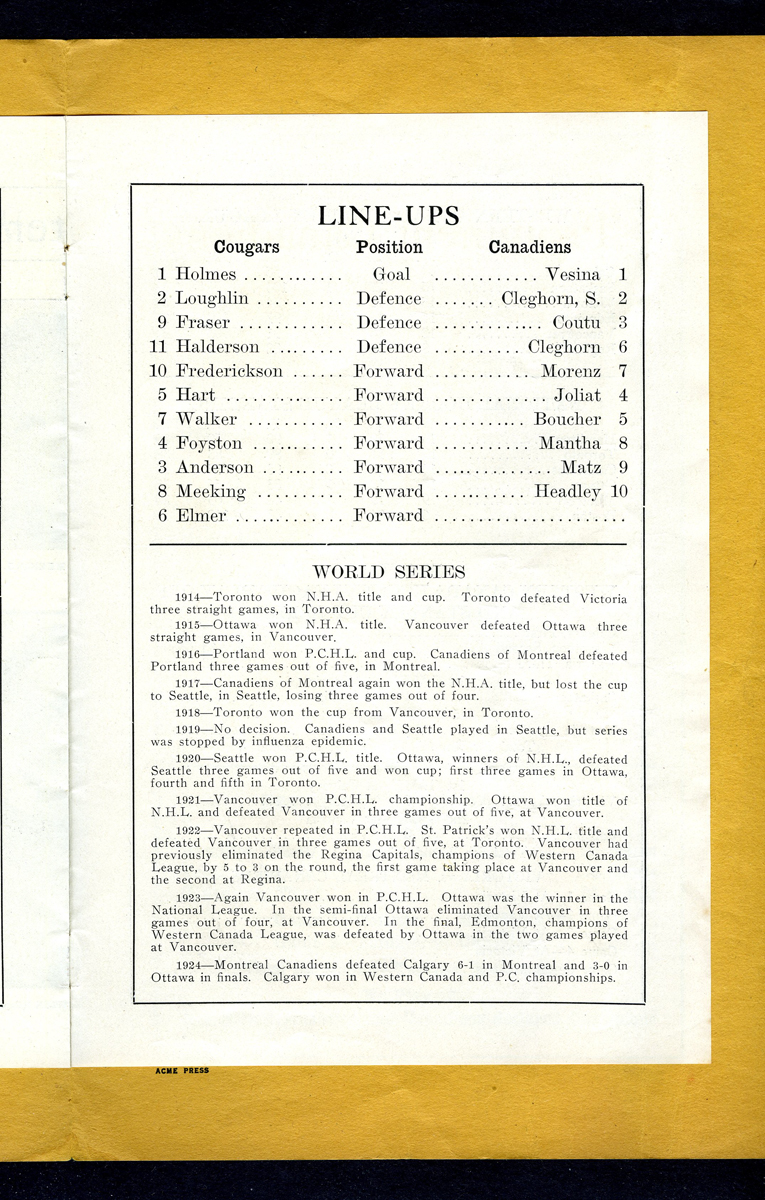 LINE-UPS
Cougars Position Canadiens
1 Holmes ............ Goal ............ Vesina 1
2 Loughlin .......... Defence ....... Cleghorn, S. 2
9 Fraser ............ Defence ............. Coutu 3
11 Halderson ......... Defence .......... Cleghorn 6
10 Frederickson ...... Forward ........... Morenz 7
5 Hart .............. Forward ............. Joliat 4
7 Walker ........... Forward ........... Boucher 5
4 Foyston ........... Forward ........... Mantha 8
3 Anderson .......... Forward .............. Matz 9
8 Meeking .......... Forward ........... Headley 10
6 Elmer ............. Forward ......................
WORLD SERIES
1914—Toronto won N.H.A. title and cup. Toronto defeated Victoria
three straight games, in Toronto.
1915—Ottawa won N.H.A. title. Vancouver defeated Ottawa three
straight games, in Vancouver.
1916—Portland won P.C.H.L. and cup. Canadiens of Montreal defeated
Portland three games out of five, in Montreal.
1917—Canadiens of Montreal again won the N.H.A. title, but lost the cup
to Seattle, in Seattle, losing three games out of four.
1918—Toronto won the cup from Vancouver, in Toronto.
1919—No decision. Canadiens and Seattle played in Seattle, but series
was stopped by influenza epidemic.
1920—Seattle won P.C.H.L. title. Ottawa, winners of N.H.L., defeated
Seattle three games out of five and won cup; first three games in Ottawa,
fourth and fifth in Toronto.
1921—Vancouver won P.C.H.L. championship. Ottawa won title of
N.H.L. and defeated Vancouver in three games out of five, at Vancouver.
1922—Vancouver repeated in P.C.H.L. St. Patrick's won N.H.L. title and
defeated Vancouver in three games out of five, at Toronto. Vancouver had
previously eliminated the Regina Capitals, champions of Western Canada
League, by 5 to 3 on the round, the first game taking place at Vancouver and
the second at Regina.
1923—Again Vancouver won in P.C.H.L. Ottawa was the winner in the
National League. In the semi-final Ottawa eliminated Vancouver in three
games out of four, at Vancouver. In the final, Edmonton, champions of
Western Canada League, was defeated by Ottawa in the two games played
at Vancouver.
1924—Montreal Canadiens defeated Calgary 6-1 in Montreal and 3-0 in
Ottawa in finals. Calgary won in Western Canada and P.C. championships.
ACME PRESS